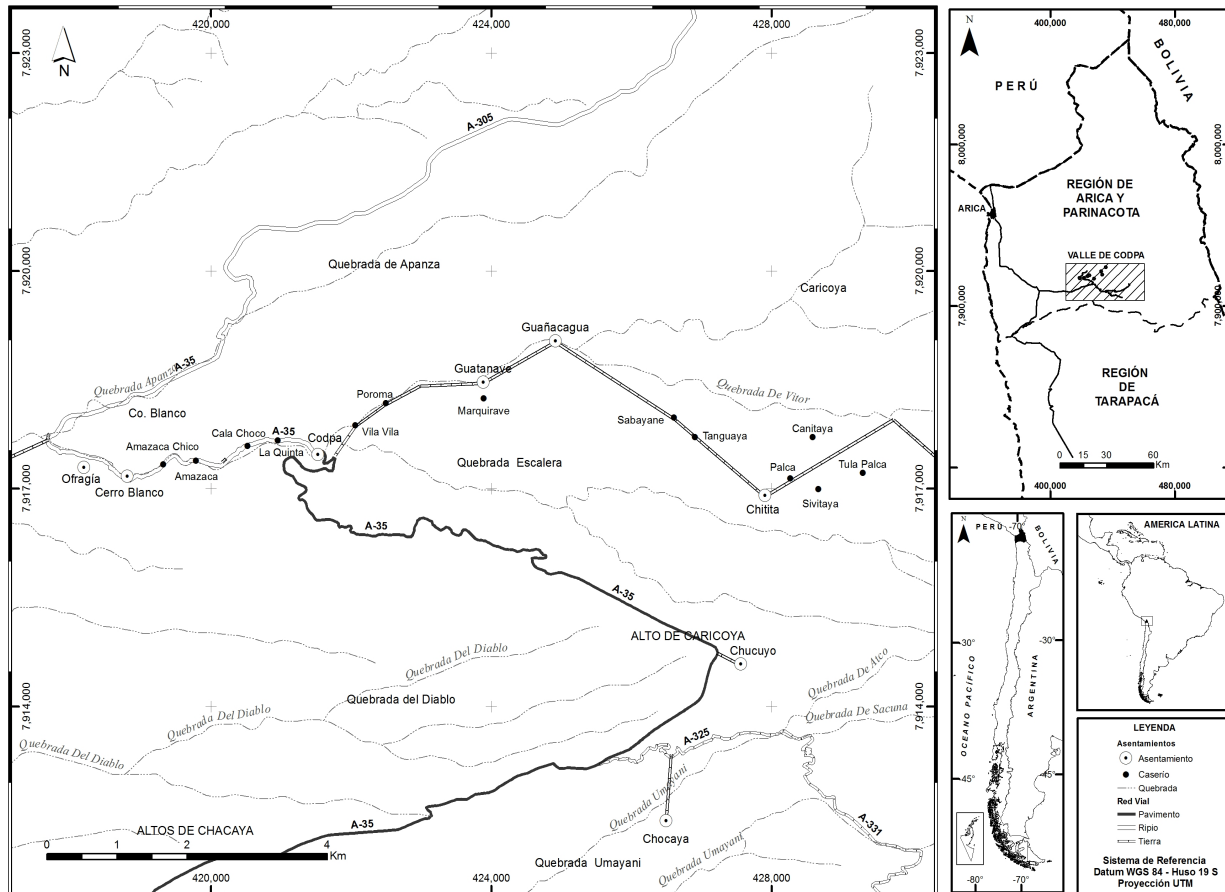 420,000
424,000
428,000
7,923,000
7,923,000
N
A-305
Quebrada de Apanza
7,920,000
7,920,000
Caricoya
Guañacagua
A-35
Quebrada Apanza
Guatanave
Quebrada De Vitor
Co. Blanco
Poroma
Marquirave
Sabayane
Canitaya
Amazaca Chico
Cala Choco
A-35
Codpa
Vila Vila
Tanguaya
La Quinta
Quebrada Escalera
Palca
Tula Palca
Ofragía
Amazaca
Cerro Blanco
7,917,000
7,917,000
Chitita
Sivitaya
A-35
A-35
ALTO DE CARICOYA
Chucuyo
Quebrada Del Diablo
Quebrada De Atco
Quebrada del Diablo
7,914,000
7,914,000
Quebrada Del Diablo
Quebrada De Sacuna
Quebrada Del Diablo
A-325
Quebrada Umayani
A-35
ALTOS DE CHACAYA
Chocaya
A-331
0 1 2 4
Km
Quebrada Umayani
Quebrada Umayani
420,000
424,000
428,000
400,000
480,000
N
BOLIVIA
PERÚ
8,000,000
8,000,000
REGIÓN DE
ARICA Y
PARINACOTA
ARICA
VALLE DE CODPA
7,900,000
7,900,000
REGIÓN
DE
TARAPACÁ
0 15 30 60
Km
400,000
480,000
N
PERÚ
-70°
BOLIVIA
-30°
-30°
OCEANO PACÍFICO
ARGENTINA
-45°
-45°
-80°
-70°
AMERICA LATINA
LEYENDA
Asentamientos
Asentamiento
Caserío
Quebrada
Red Vial
Pavimento
Ripio
Tierra
Sistema de Referencia
Datum WGS 84 - Huso 19 S
Proyección UTM